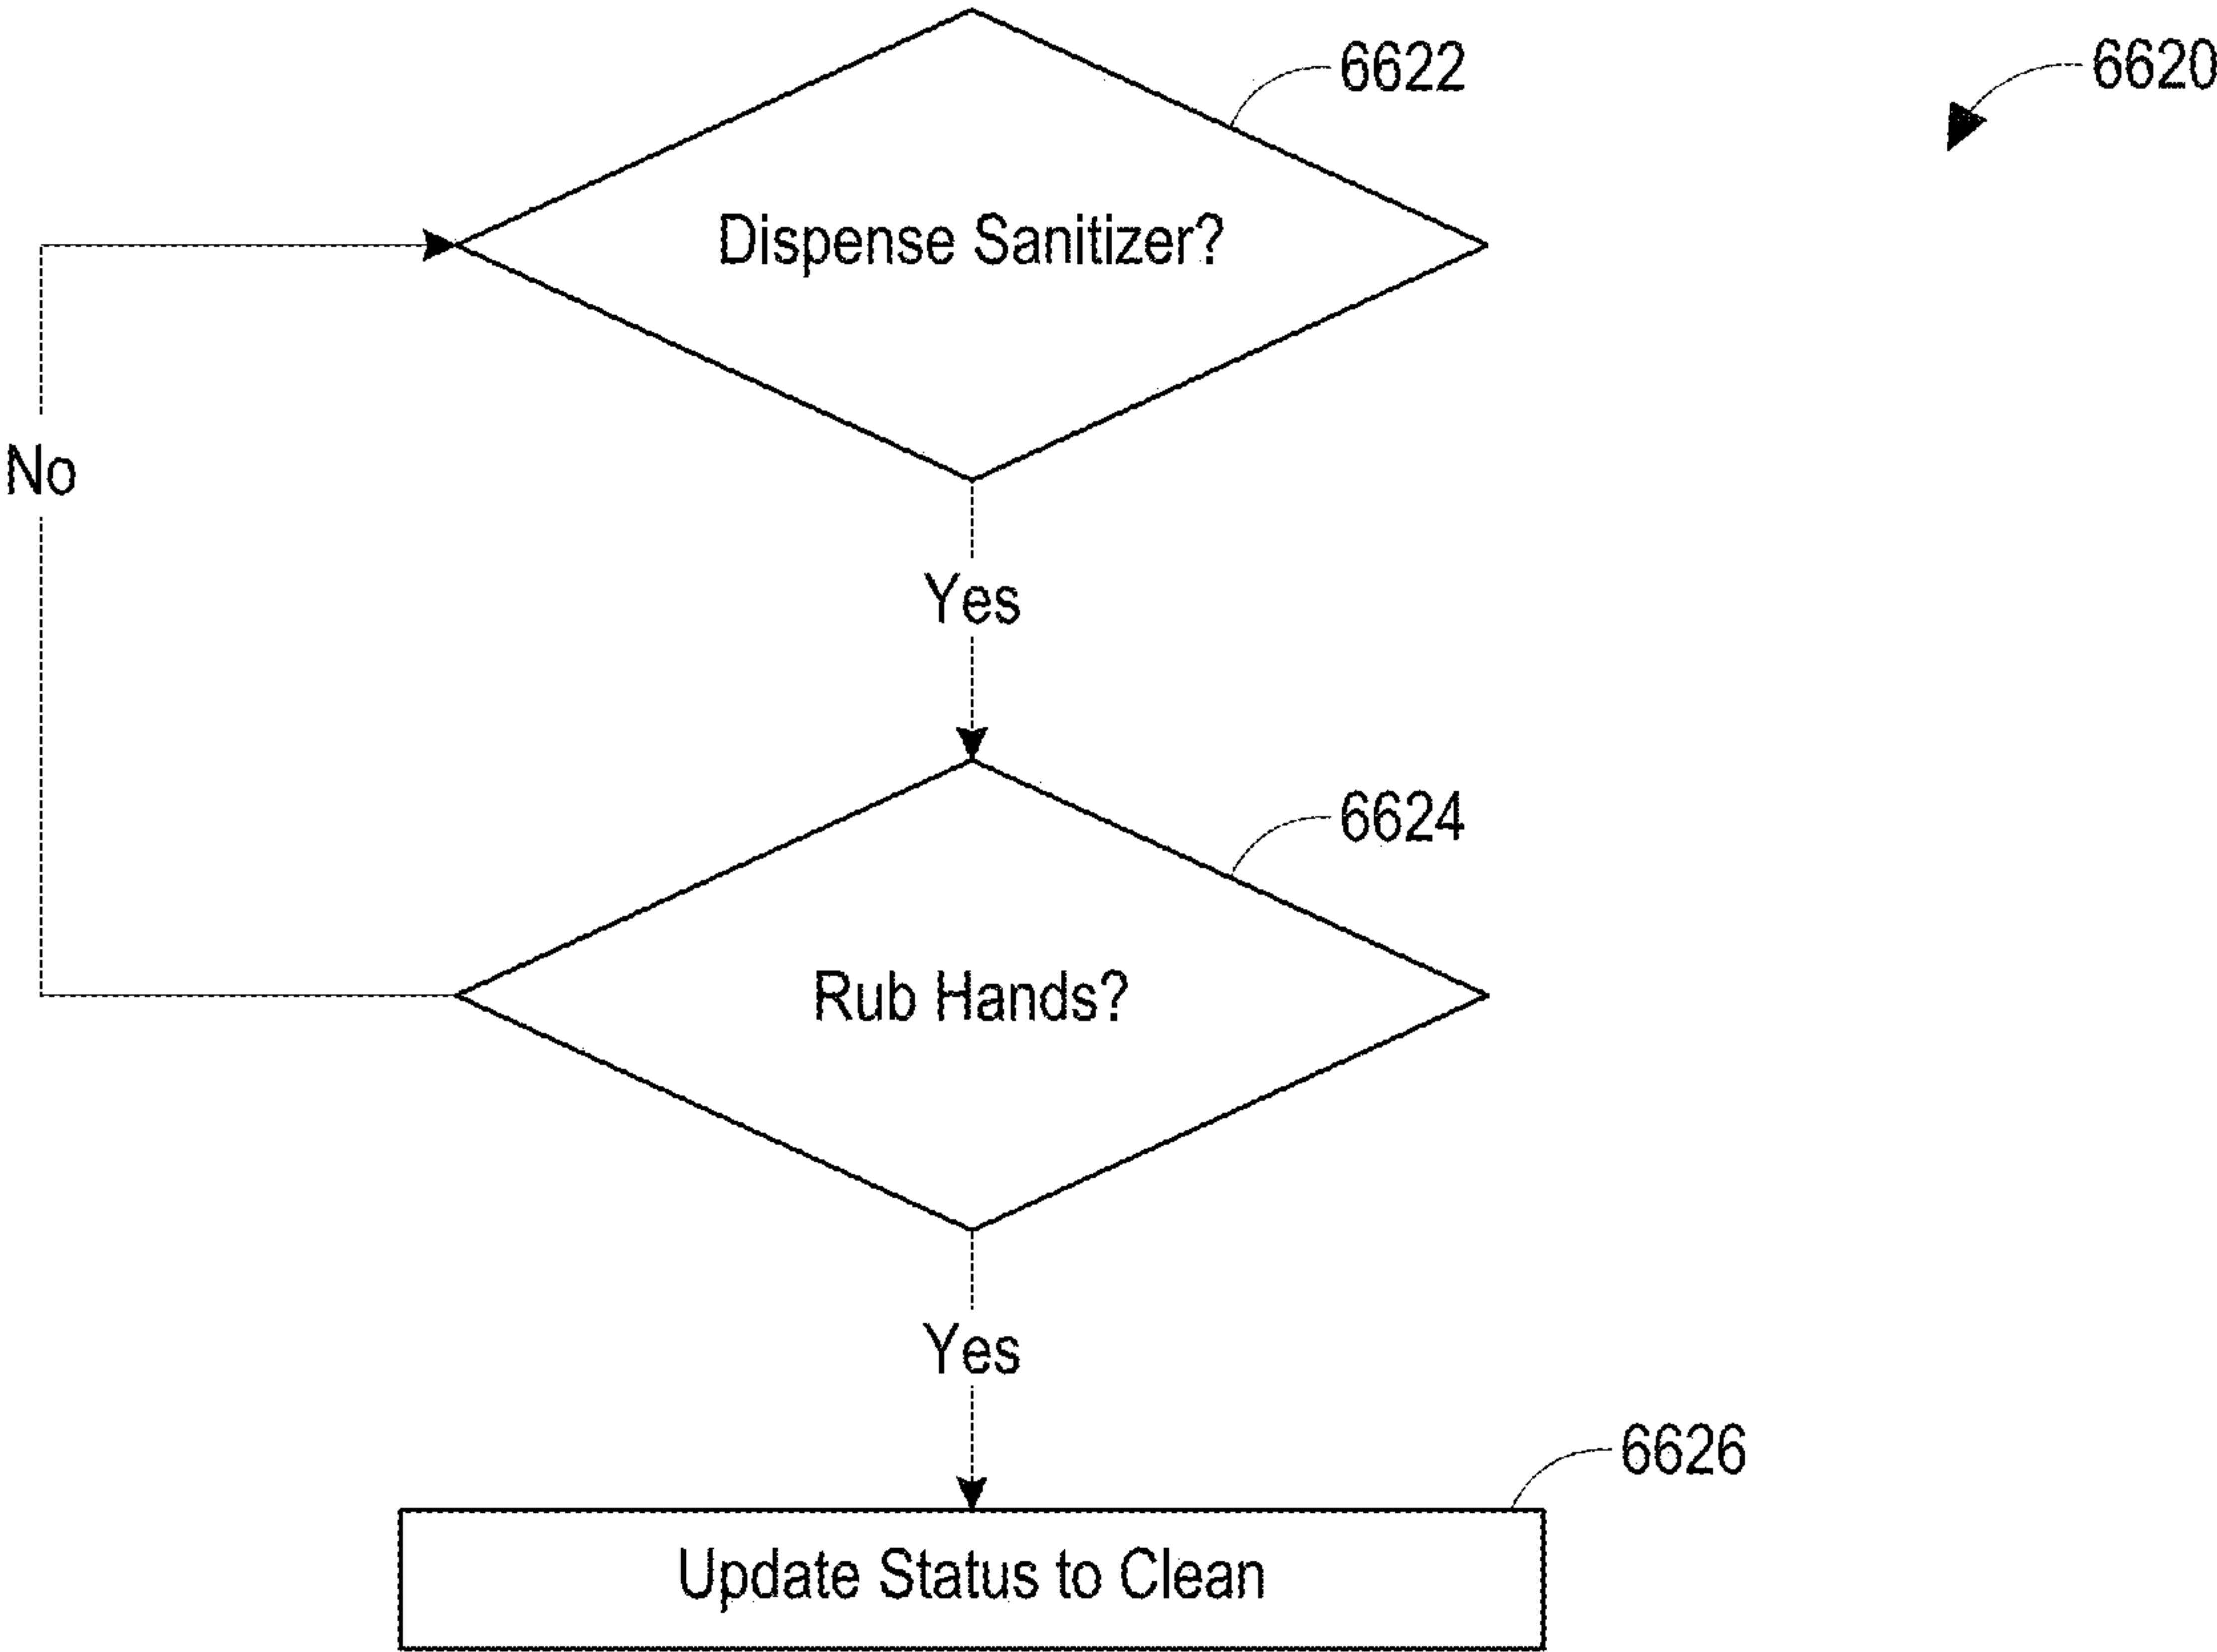 6622
6620
Dispense Sanitizer?
No
Yes
6624
Rub Hands?
Yes
6626
Update Status to Clean